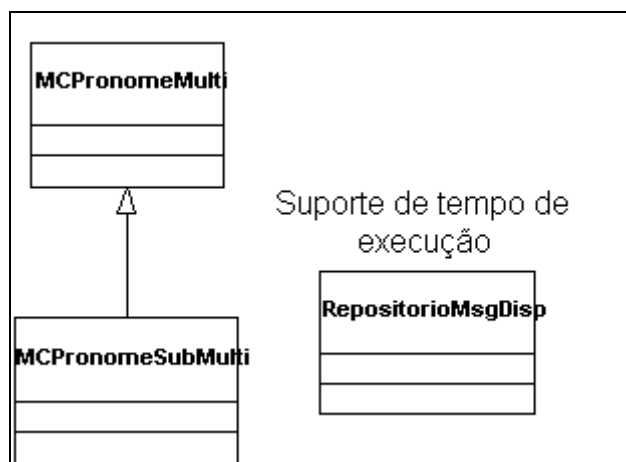 MCPronomeMulti
Suporte de tempo de
execução
RepositorioMsgDisp
MCPronomeSubMulti